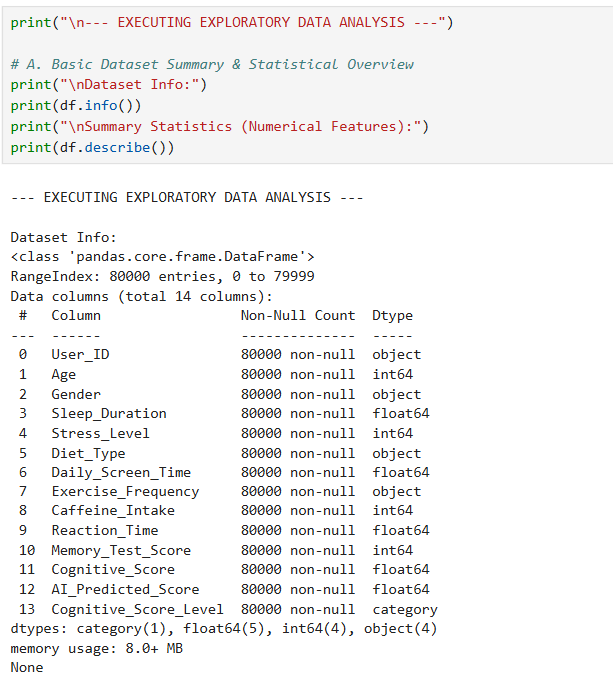 print("\n--- EXECUTING EXPLORATORY DATA ANALYSIS ---")
# A. Basic Dataset Summary & Statistical Overview
print("\nDataset Info:")
print(df.info())
print("\nSummary Statistics (Numerical Features):")
print(df.describe())
--- EXECUTING EXPLORATORY DATA ANALYSIS ---
Dataset Info:
<class 'pandas.core.frame.DataFrame'>
RangeIndex: 80000 entries, 0 to 79999
Data columns (total 14 columns):
 #   Column                 Non-Null Count  Dtype
---  ------                 --------------  -----
 0   User_ID                80000 non-null  object
 1   Age                    80000 non-null  int64
 2   Gender                 80000 non-null  object
 3   Sleep_Duration         80000 non-null  float64
 4   Stress_Level           80000 non-null  int64
 5   Diet_Type              80000 non-null  object
 6   Daily_Screen_Time      80000 non-null  float64
 7   Exercise_Frequency     80000 non-null  object
 8   Caffeine_Intake        80000 non-null  int64
 9   Reaction_Time          80000 non-null  float64
 10  Memory_Test_Score      80000 non-null  int64
 11  Cognitive_Score        80000 non-null  float64
 12  AI_Predicted_Score     80000 non-null  float64
 13  Cognitive_Score_Level  80000 non-null  category
dtypes: category(1), float64(5), int64(4), object(4)
memory usage: 8.0+ MB
None